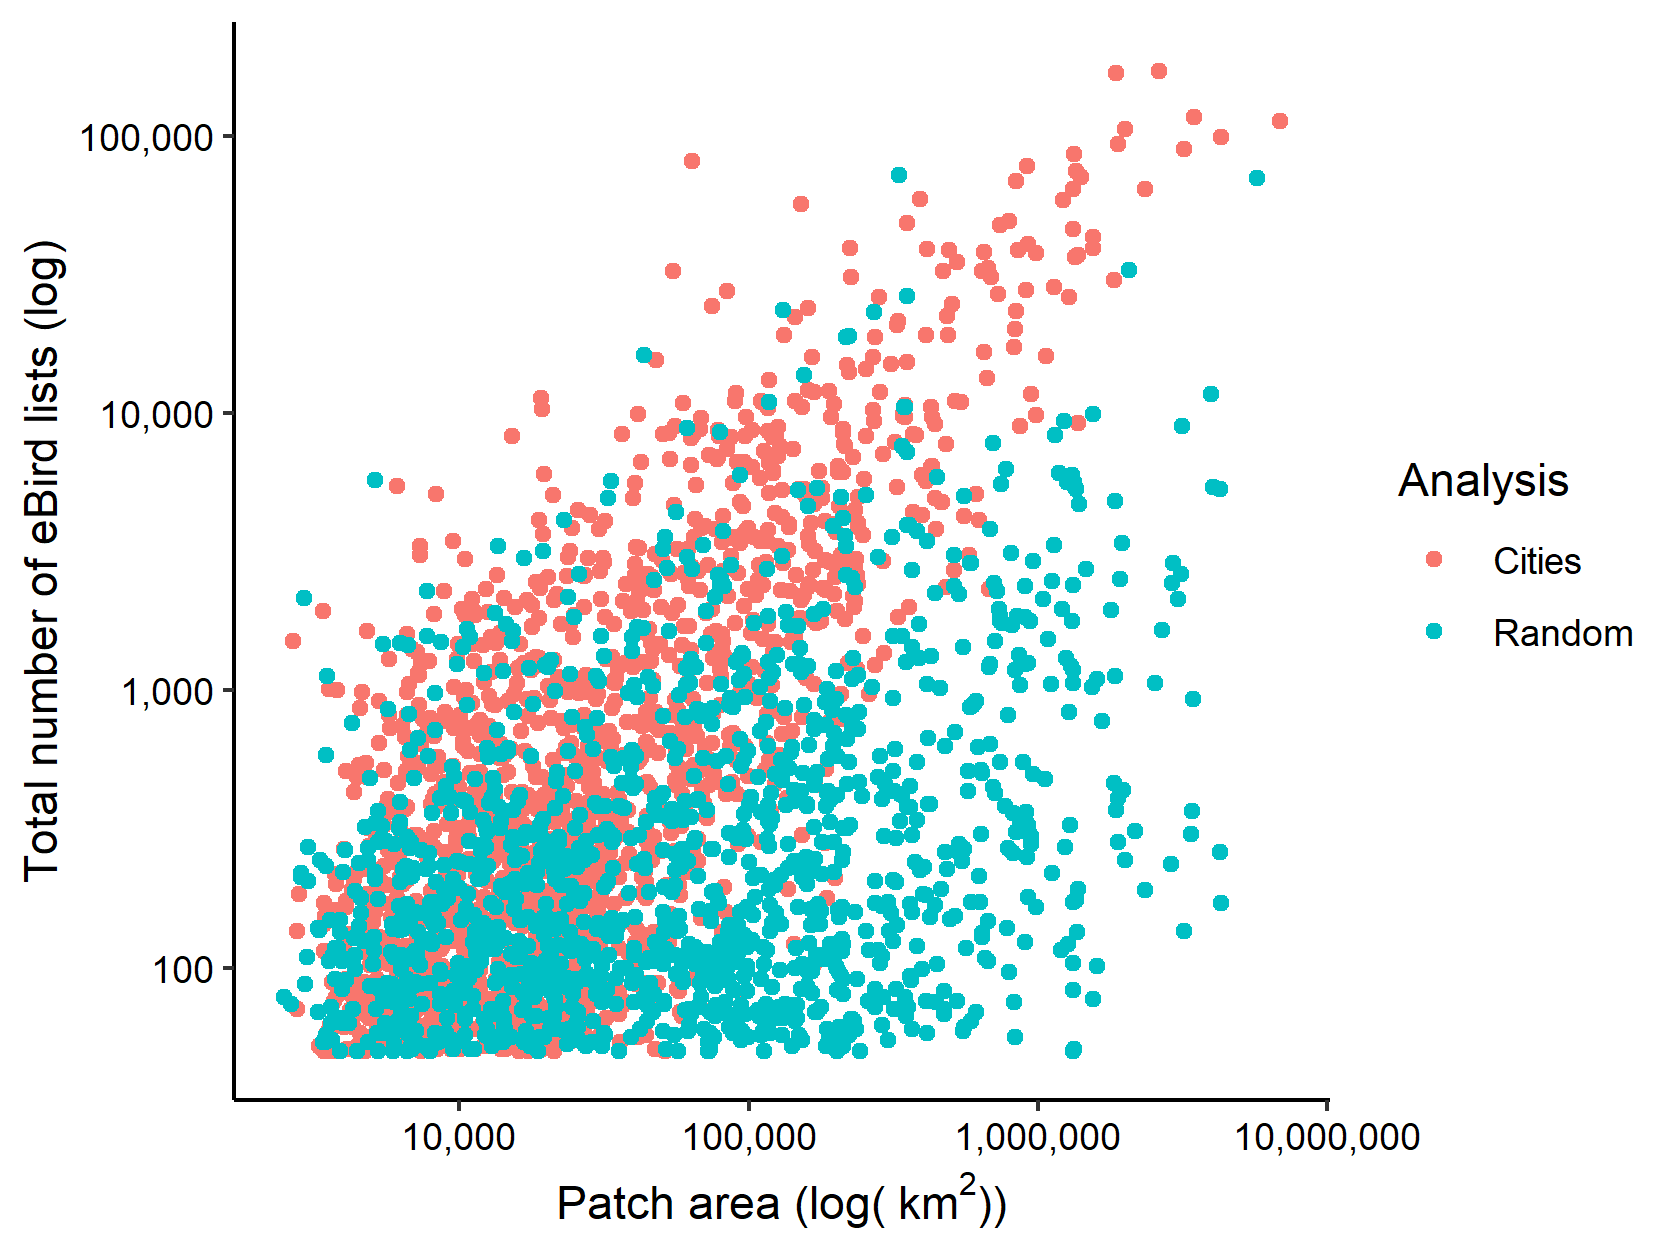 Total number of eBird lists (log)
100,000
10,000
1,000
100
10,000
100,000
1,000,000
10,000,000
Patch area (log( km²))
Analysis
Cities
Random